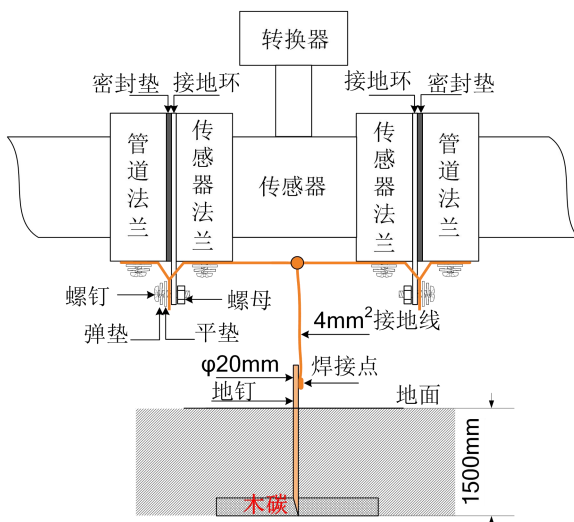 转换器
密封垫
接地环
接地环
密封垫
管道法兰
传感器法兰
传感器
传感器法兰
管道法兰
螺钉
螺母
弹垫
平垫
4mm²接地线
φ20mm
焊接点
地钉
地面
木碳
1500mm